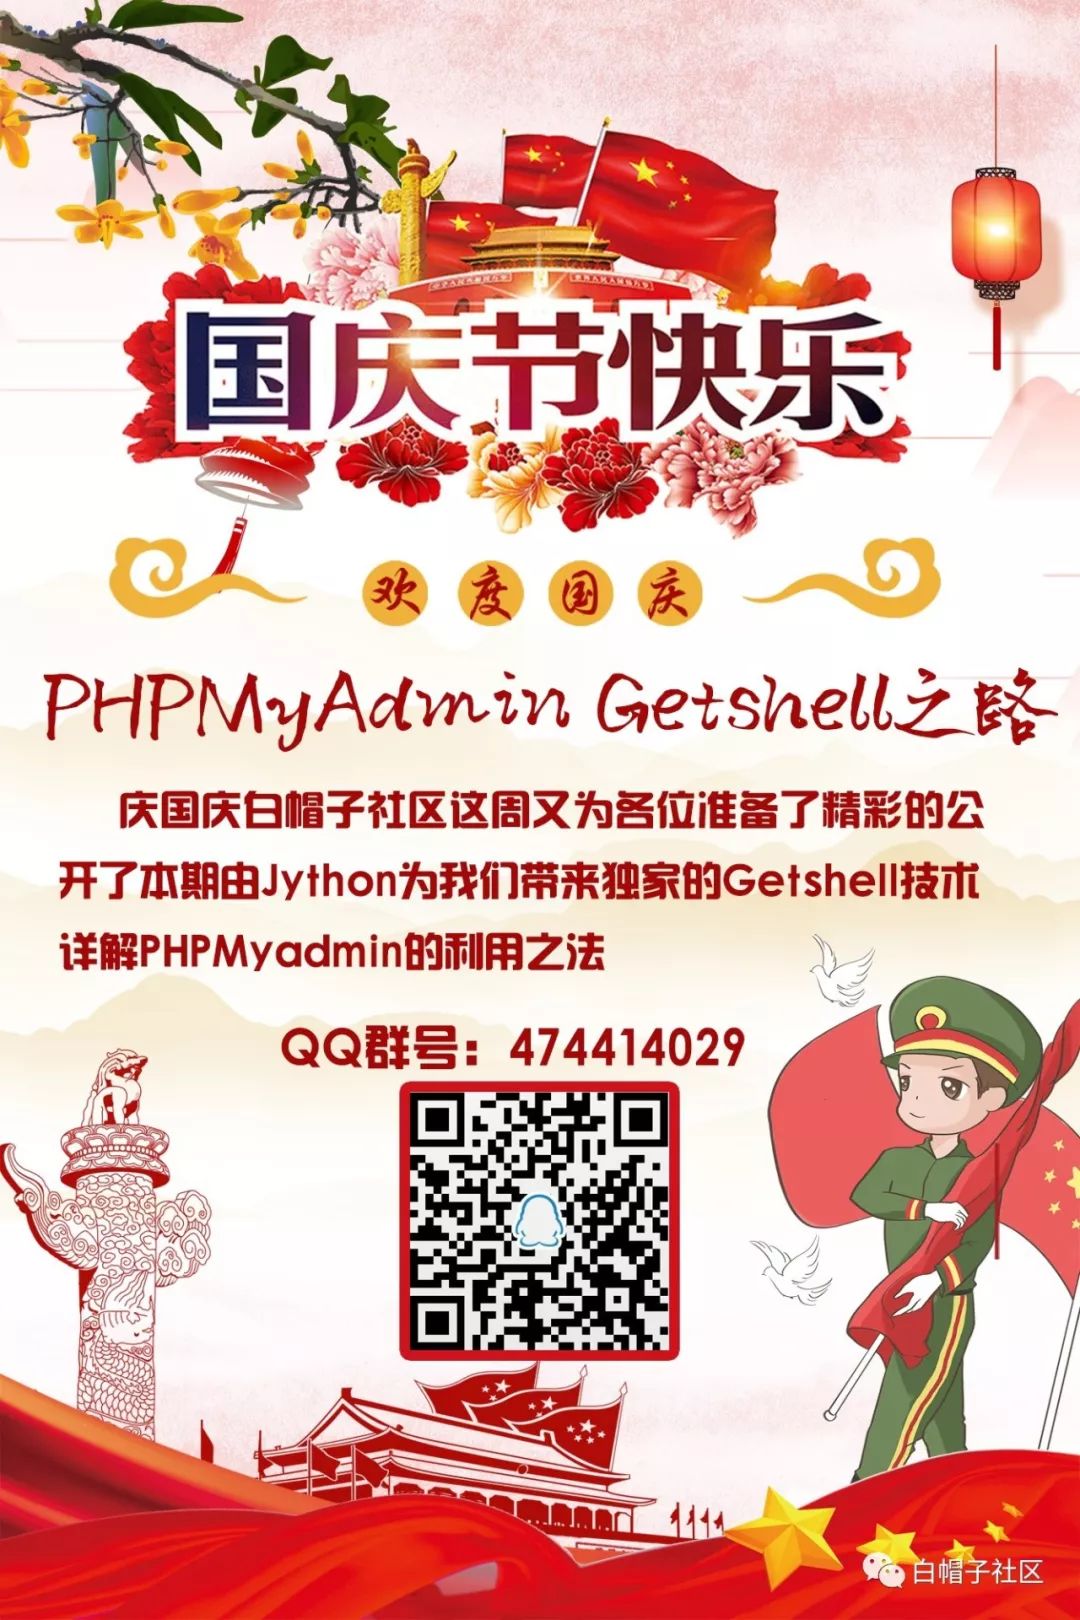 国庆节快乐
欢度国庆
PHPMyAdmin Getshell之路
庆国庆白帽子社区这周又为各位准备了精彩的公
开了本期由Jython为我们带来独家的Getshell技术
详解PHPMyadmin的利用之法
QQ群号：474414029
白帽子社区